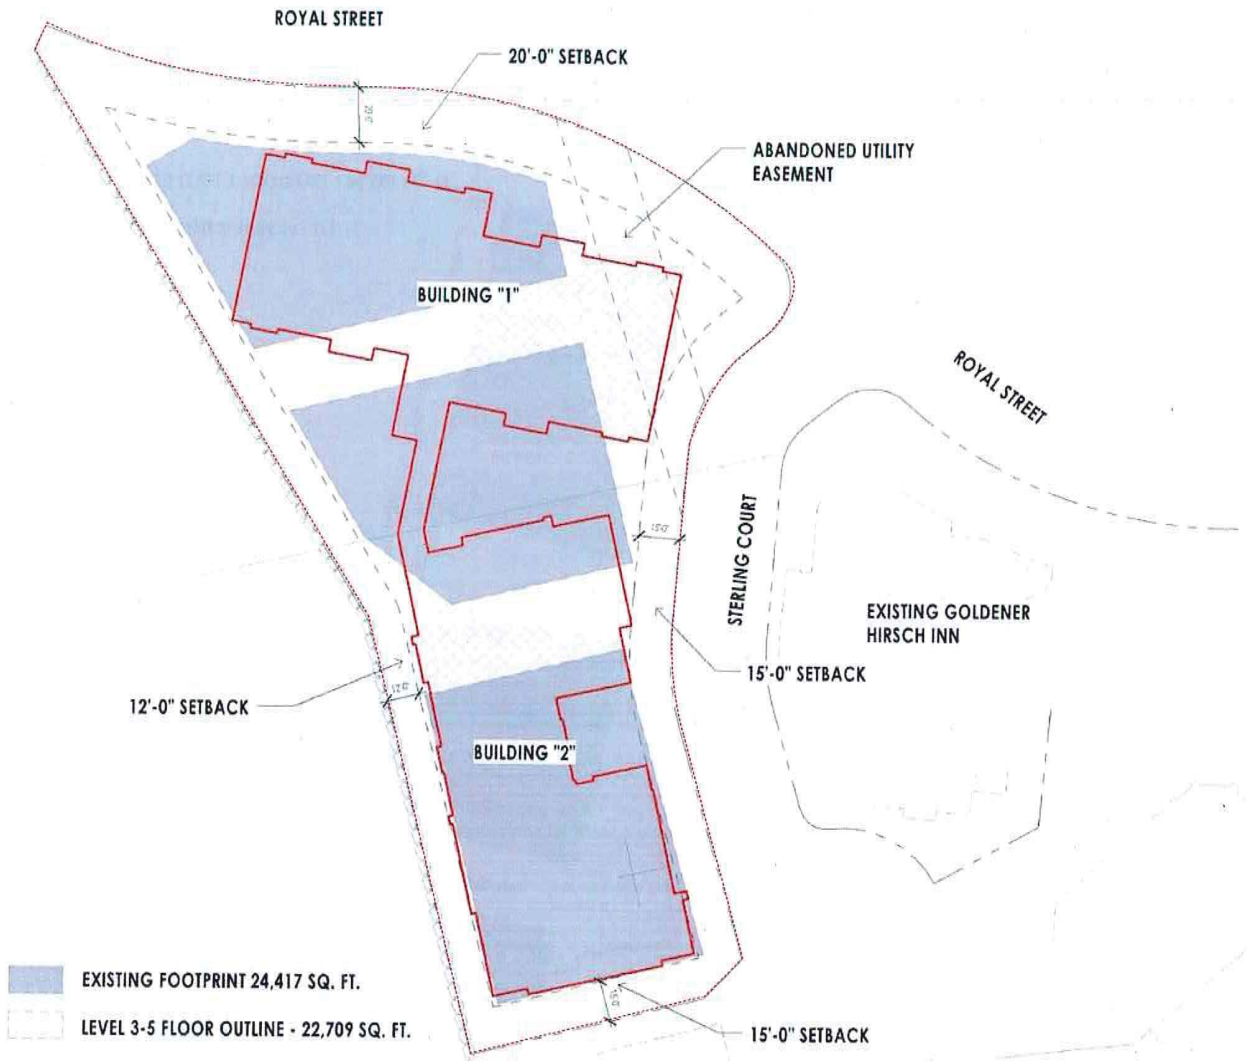 ROYAL STREET
20'-0" SETBACK
ABANDONED UTILITY
EASEMENT
BUILDING "1"
ROYAL STREET
STERLING COURT
EXISTING GOLDENER
HIRSCH INN
15'-0" SETBACK
12'-0" SETBACK
BUILDING "2"
EXISTING FOOTPRINT 24,417 SQ. FT.
LEVEL 3-5 FLOOR OUTLINE - 22,709 SQ. FT.
15'-0" SETBACK